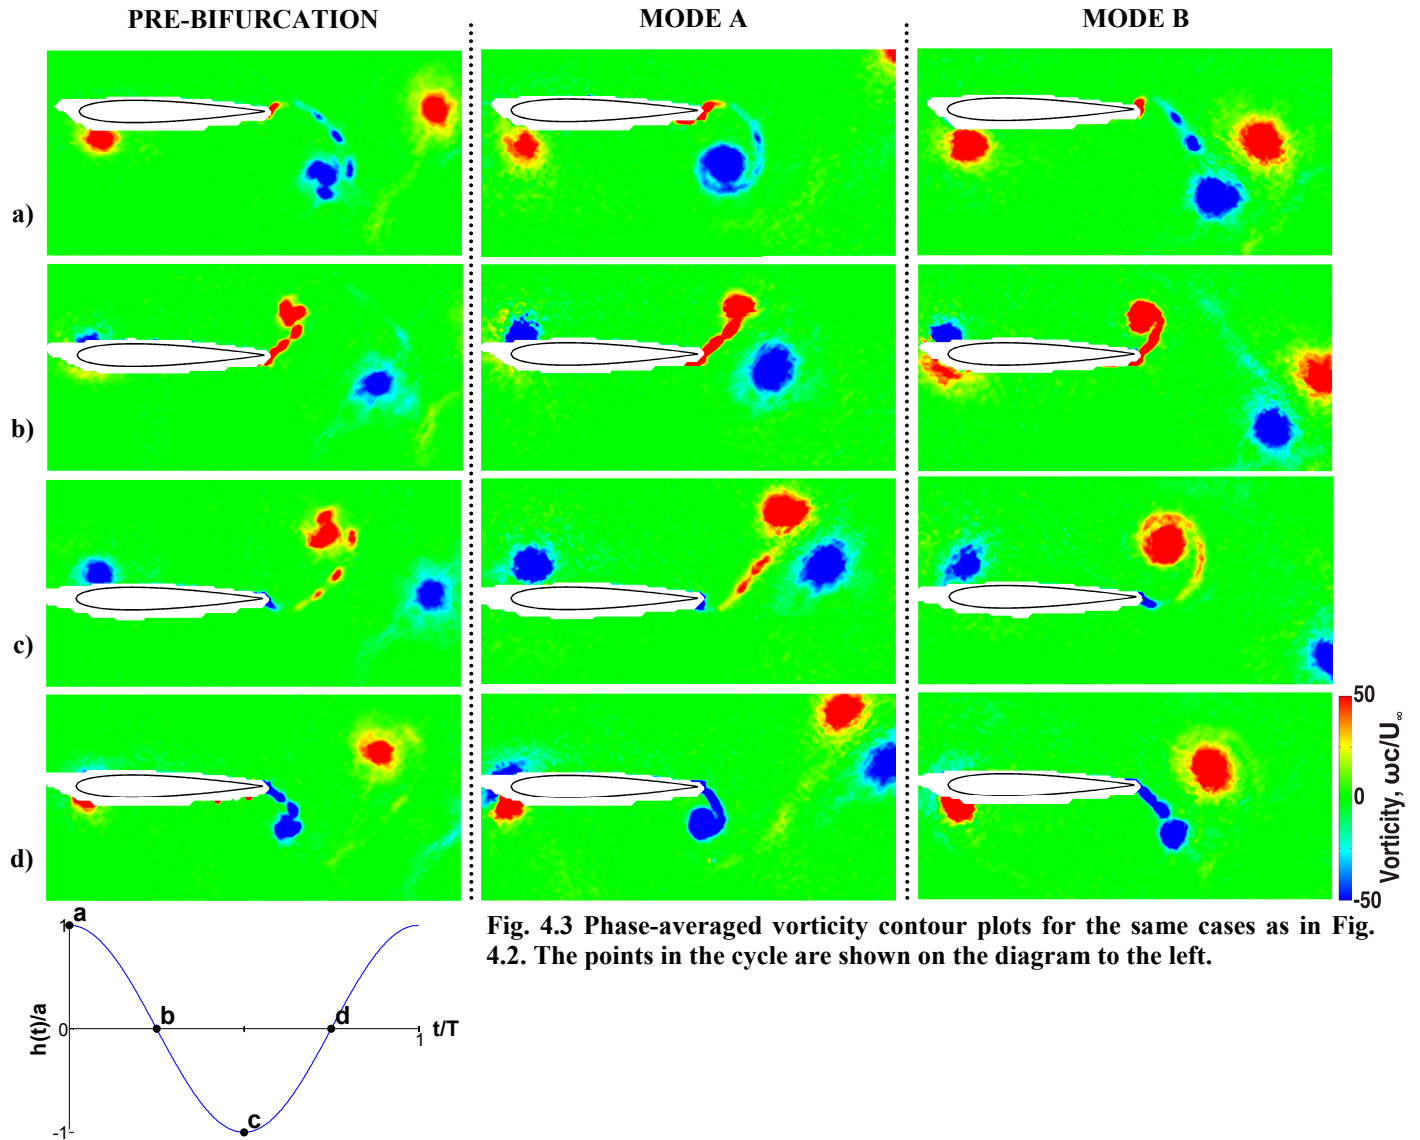 PRE-BIFURCATION
MODE A
MODE B
a)
b)
c)
d)
50
0
-50
Vorticity, ωc/U∞
Fig. 4.3 Phase-averaged vorticity contour plots for the same cases as in Fig.
4.2. The points in the cycle are shown on the diagram to the left.
1
a
b
d
t/T
0
1
h(t)/a
c
-1